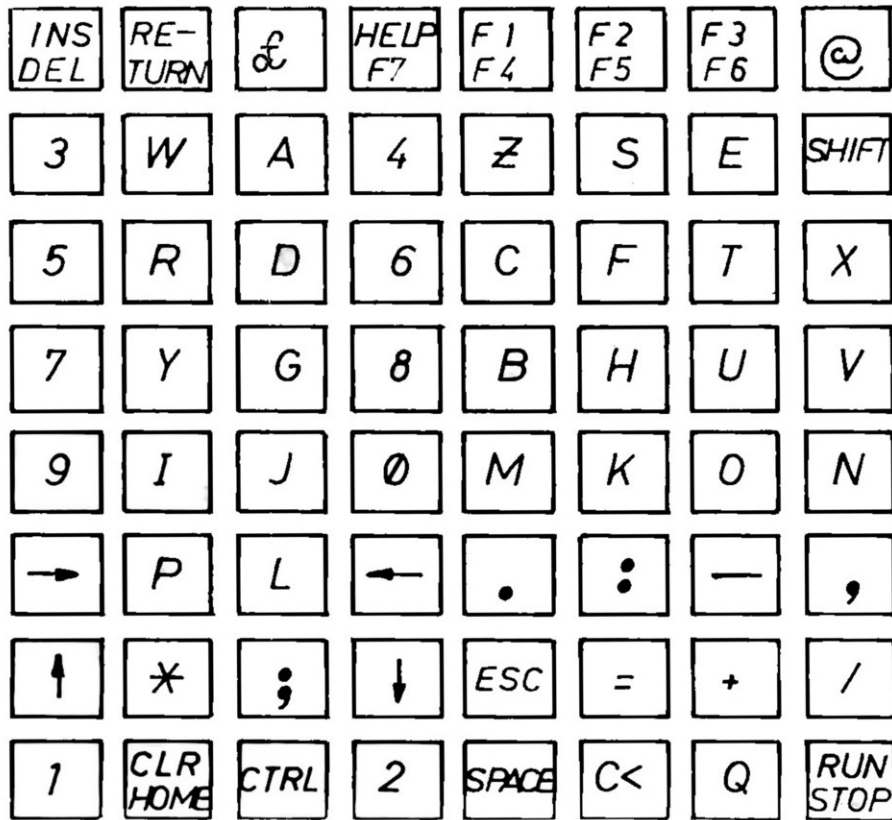 INS DEL RE- TURN £ HELP F7 F1 F4 F2 F5 F3 F6 @
3 W A 4 Z S E SHIFT
5 R D 6 C F T X
7 Y G 8 B H U V
9 I J Ø M K O N
→ P L ← . : — ,
↑ * ; ↓ ESC = + /
1 CLR HOME CTRL 2 SPACE C< Q RUN STOP